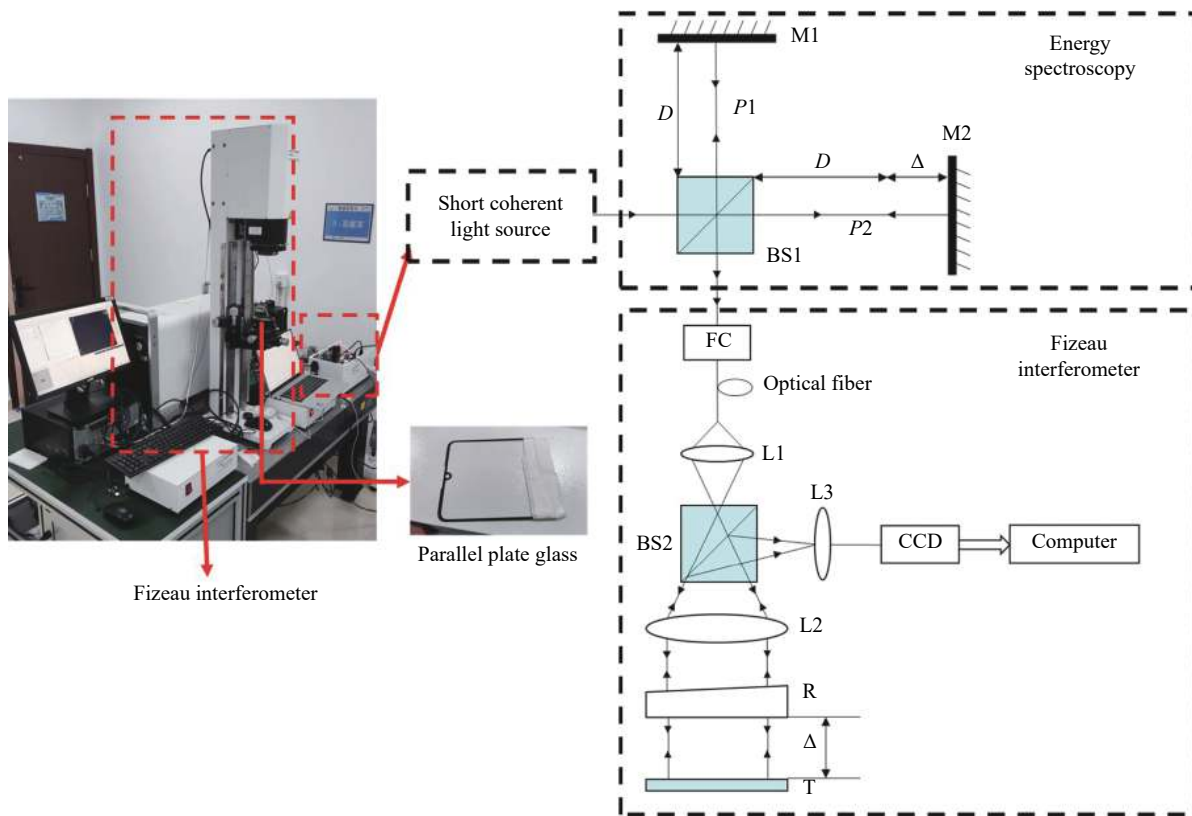 M1
Energy
spectroscopy
D
P1
M2
D
Δ
Short coherent
light source
P2
BS1
FC
Fizeau
interferometer
Optical fiber
L1
L3
BS2
CCD
Computer
Parallel plate glass
Fizeau interferometer
L2
R
Δ
T